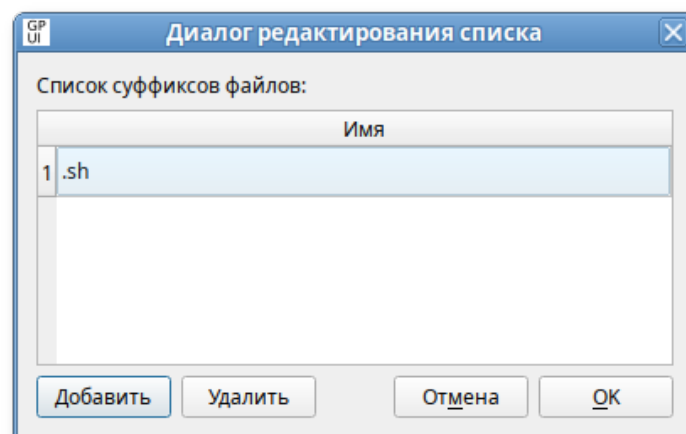 GP
UI
Диалог редактирования списка
Список суффиксов файлов:
Имя
1 .sh
Добавить Удалить Отмена OK